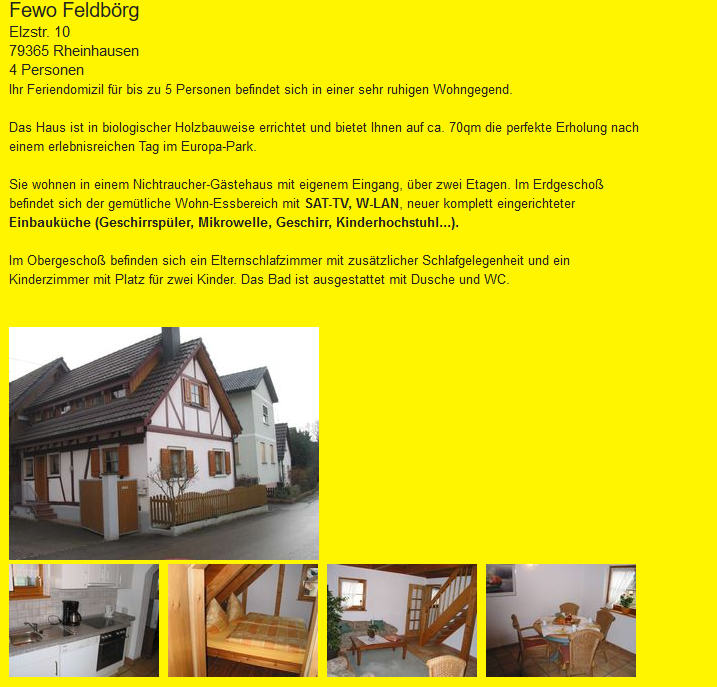 Fewo Feldbörg
Elzstr. 10
79365 Rheinhausen
4 Personen
Ihr Feriendomizil für bis zu 5 Personen befindet sich in einer sehr ruhigen Wohngegend.
Das Haus ist in biologischer Holzbauweise errichtet und bietet Ihnen auf ca. 70qm die perfekte Erholung nach
einem erlebnisreichen Tag im Europa-Park.
Sie wohnen in einem Nichtraucher-Gästehaus mit eigenem Eingang, über zwei Etagen. Im Erdgeschoß
befindet sich der gemütliche Wohn-Essbereich mit SAT-TV, W-LAN, neuer komplett eingerichteter
Einbauküche (Geschirrspüler, Mikrowelle, Geschirr, Kinderhochstuhl...).
Im Obergeschoß befinden sich ein Elternschlafzimmer mit zusätzlicher Schlafgelegenheit und ein
Kinderzimmer mit Platz für zwei Kinder. Das Bad ist ausgestattet mit Dusche und WC.